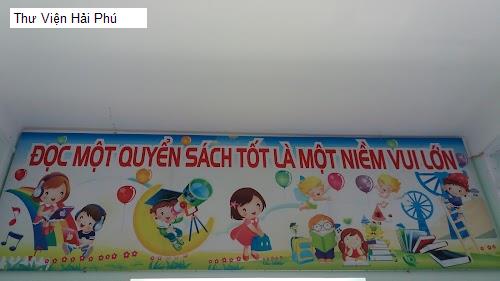 Thư Viện Hải Phú
ĐỌC MỘT QUYỂN SÁCH TỐT LÀ MỘT NIỀM VUI LỚN